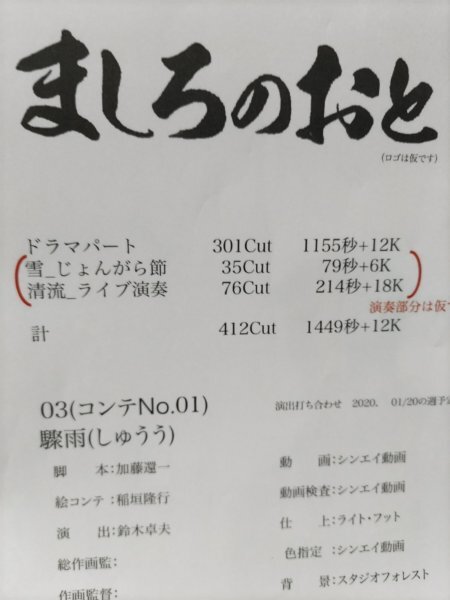 ましろのおと
(ロゴは仮です)
ドラマパート 301Cut 1155秒+12K
雪_じょんがら節 35Cut 79秒+6K
清流_ライブ演奏 76Cut 214秒+18K
演奏部分は仮で
計 412Cut 1449秒+12K
03(コンテNo.01)
演出打ち合わせ 2020. 01/20の週予定
驟雨(しゅうう)
脚 本:加藤還一
絵コンテ:稲垣隆行
演 出:鈴木卓夫
総作画監:
作画監督:
動 画:シンエイ動画
動画検査:シンエイ動画
仕 上:ライト・フット
色指定 :シンエイ動画
背 景:スタジオフォレスト